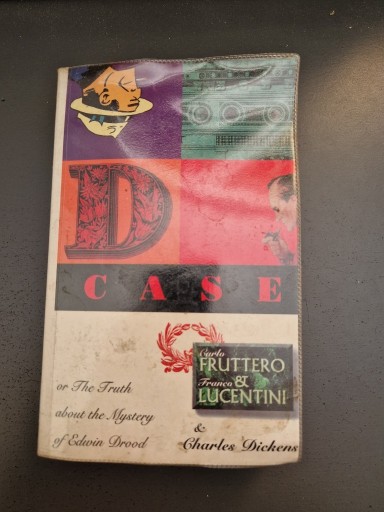 D
CASE
Carlo
FRUTTERO
Franco &
LUCENTINI
or The Truth
about the Mystery
of Edwin Drood
&
Charles Dickens